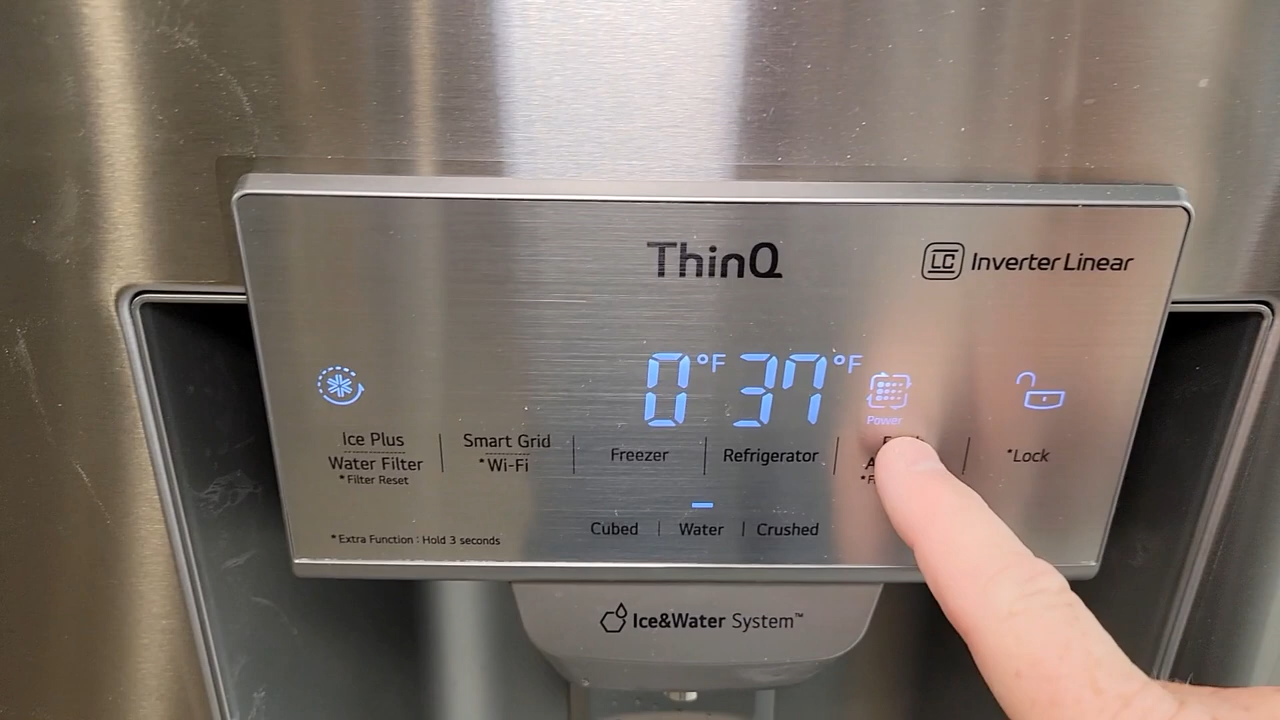 ThinQ
LC Inverter Linear
0°F 37°F
Power
Ice Plus
Water Filter
*Filter Reset
Smart Grid
*Wi-Fi
Freezer
Refrigerator
*Lock
Cubed | Water | Crushed
*Extra Function : Hold 3 seconds
Ice&Water System™